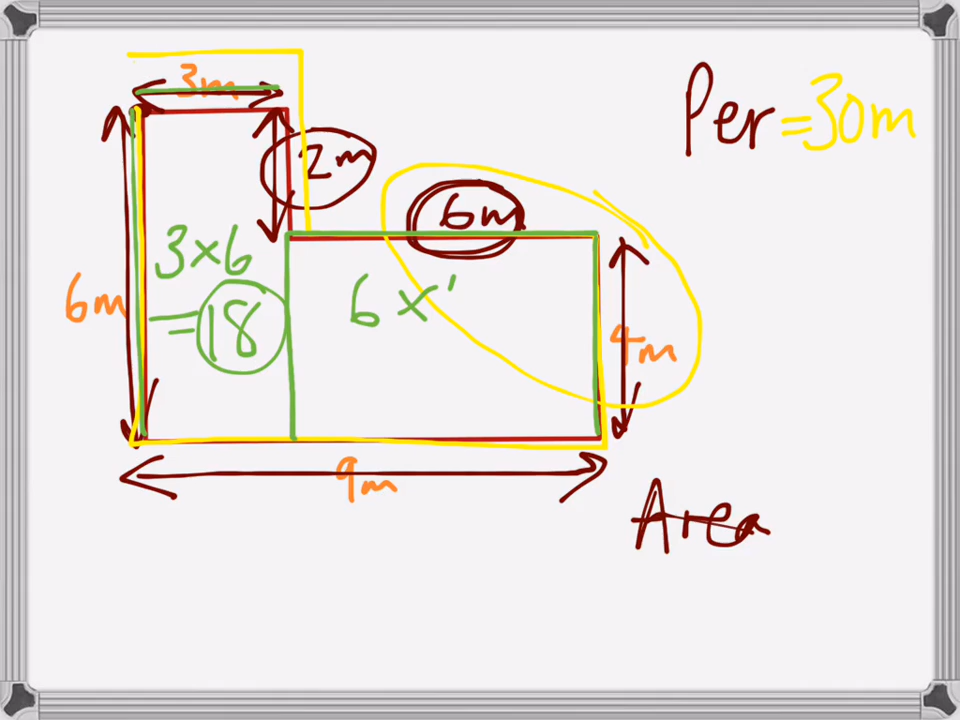 3m
Per = 30m
2m
6m
3 × 6
= 18
6 ×
6m
4m
9m
Area